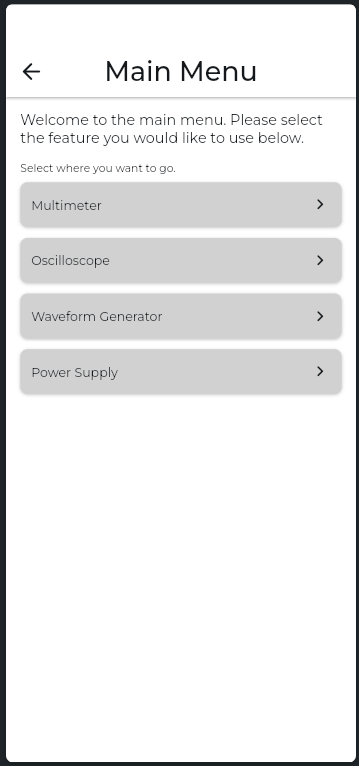 Main Menu
Welcome to the main menu. Please select
the feature you would like to use below.
Select where you want to go.
Multimeter
Oscilloscope
Waveform Generator
Power Supply